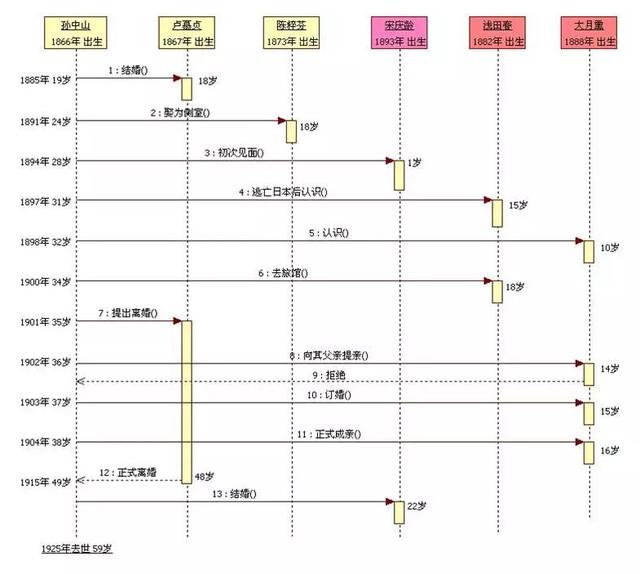 孙中山
1866年 出生
卢慕贞
1867年 出生
陈粹芬
1873年 出生
宋庆龄
1893年 出生
浅田春
1882年 出生
大月薰
1888年 出生
1885年 19岁
1：结婚()
18岁
1891年 24岁
2：娶为侧室()
18岁
1894年 28岁
3：初次见面()
1岁
1897年 31岁
4：逃亡日本后认识()
15岁
1898年 32岁
5：认识()
10岁
1900年 34岁
6：去旅馆()
18岁
1901年 35岁
7：提出离婚()
1902年 36岁
8：向其父亲提亲()
14岁
9：拒绝
1903年 37岁
10：订婚()
15岁
1904年 38岁
11：正式成亲()
16岁
12：正式离婚
48岁
1915年 49岁
13：结婚()
22岁
1925年去世 59岁